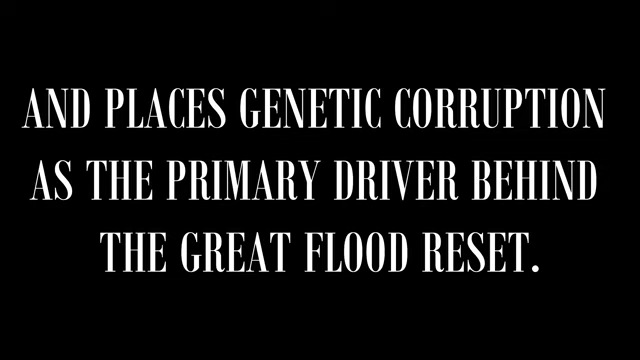 AND PLACES GENETIC CORRUPTION
AS THE PRIMARY DRIVER BEHIND
THE GREAT FLOOD RESET.